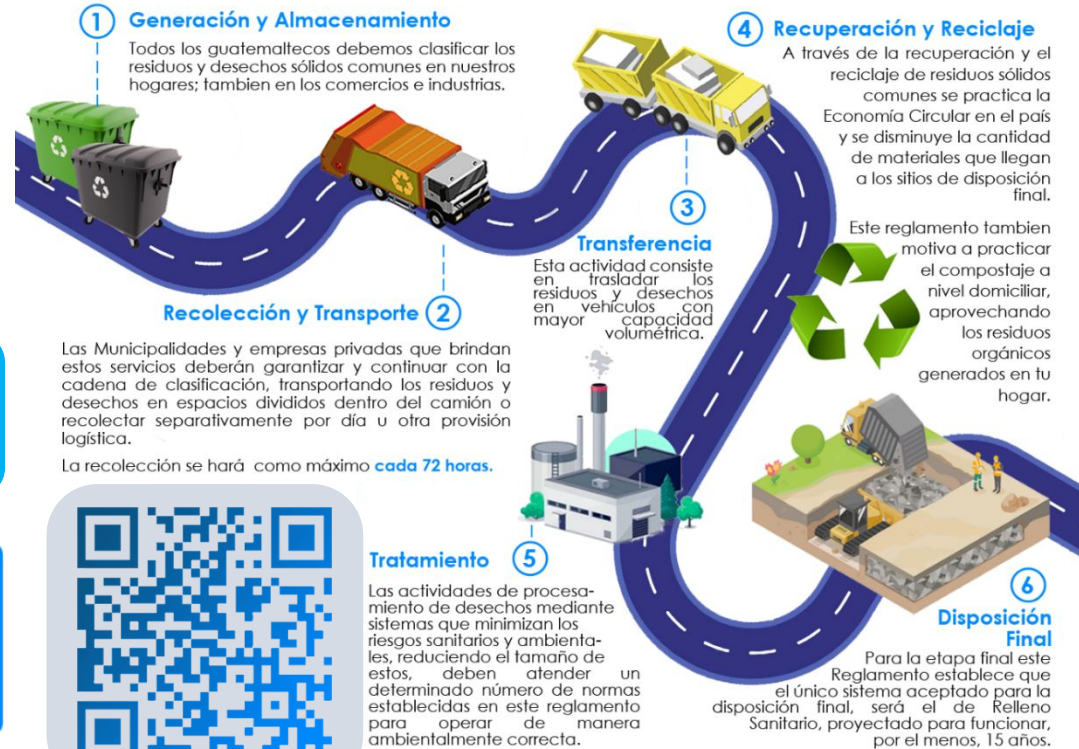 1 Generación y Almacenamiento
Todos los guatemaltecos debemos clasificar los
residuos y desechos sólidos comunes en nuestros
hogares; tambien en los comercios e industrias.
Recolección y Transporte 2
Las Municipalidades y empresas privadas que brindan
estos servicios deberán garantizar y continuar con la
cadena de clasificación, transportando los residuos y
desechos en espacios divididos dentro del camión o
recolectar separativamente por día u otra provisión
logística.
La recolección se hará como máximo cada 72 horas.
3
Transferencia
Esta actividad consiste
en trasladar los
residuos y desechos
en vehículos con
mayor capacidad
volumétrica.
4 Recuperación y Reciclaje
A través de la recuperación y el
reciclaje de residuos sólidos
comunes se practica la
Economía Circular en el país
y se disminuye la cantidad
de materiales que llegan
a los sitios de disposición
final.
Este reglamento tambien
motiva a practicar
el compostaje a
nivel domiciliar,
aprovechando
los residuos
orgánicos
generados en tu
hogar.
Tratamiento 5
Las actividades de procesa-
miento de desechos mediante
sistemas que minimizan los
riesgos sanitarios y ambienta-
les, reduciendo el tamaño de
estos, deben atender un
determinado número de normas
establecidas en este reglamento
para operar de manera
ambientalmente correcta.
6
Disposición
Final
Para la etapa final este
Reglamento establece que
el único sistema aceptado para la
disposición final, será el de Relleno
Sanitario, proyectado para funcionar,
por el menos, 15 años.